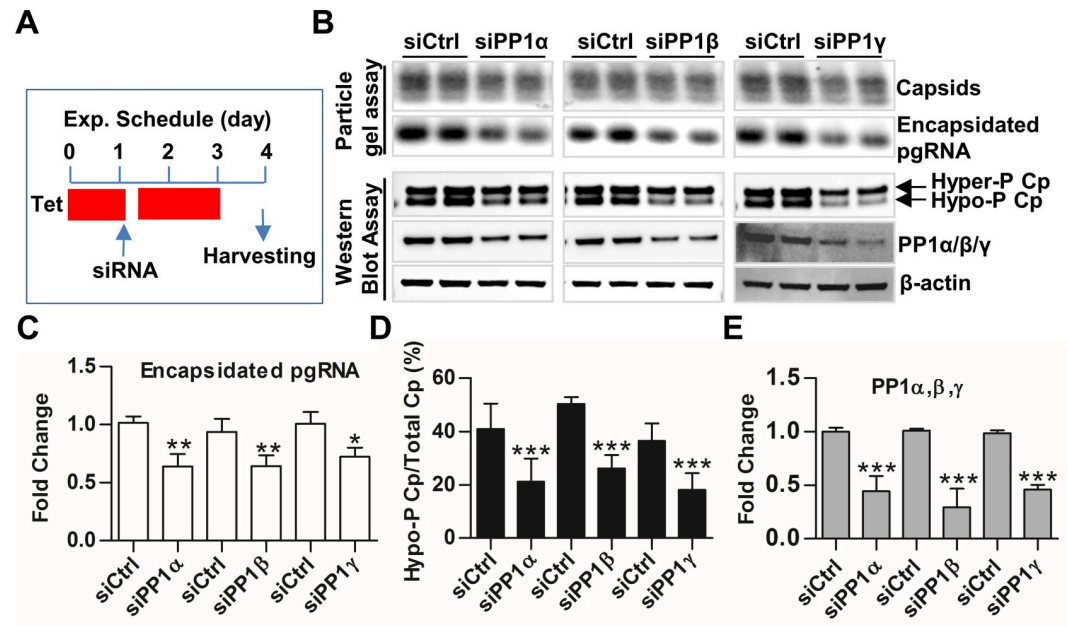 A
Exp. Schedule (day)
0 1 2 3 4
Tet
siRNA
Harvesting
B
siCtrl siPP1α siCtrl siPP1β siCtrl siPP1γ
Particle
gel assay
Capsids
Encapsidated
pgRNA
Western
Blot Assay
Hyper-P Cp
Hypo-P Cp
PP1α/β/γ
β-actin
C
Encapsidated pgRNA
Fold Change
1.5
1.0
0.5
0.0
** ** *
siCtrl siPP1α siCtrl siPP1β siCtrl siPP1γ
D
Hypo-P Cp/Total Cp (%)
60
40
20
0
*** *** ***
siCtrl siPP1α siCtrl siPP1β siCtrl siPP1γ
E
PP1α,β,γ
Fold Change
1.5
1.0
0.5
0.0
*** *** ***
siCtrl siPP1α siCtrl siPP1β siCtrl siPP1γ